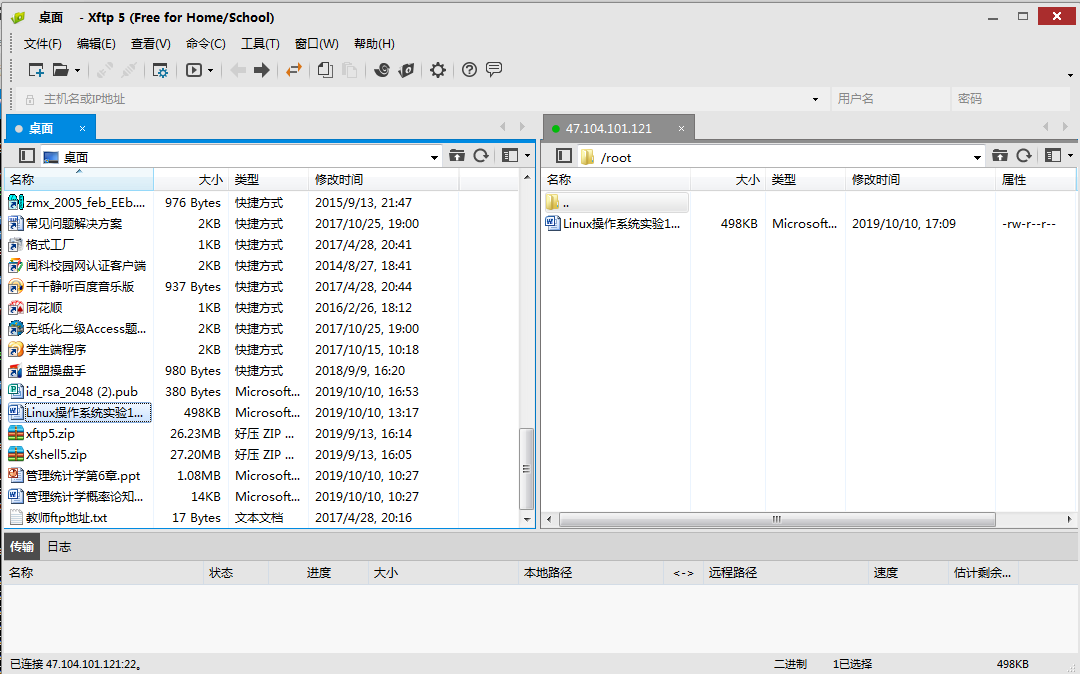 桌面 - Xftp 5 (Free for Home/School)
文件(F) 编辑(E) 查看(V) 命令(C) 工具(T) 窗口(W) 帮助(H)
主机名或IP地址 用户名 密码
桌面 × 47.104.101.121 ×
桌面 /root
名称 大小 类型 修改时间 名称 大小 类型 修改时间 属性
zmx_2005_feb_EEb.... 976 Bytes 快捷方式 2015/9/13, 21:47 ..
常见问题解决方案 2KB 快捷方式 2017/10/25, 19:00 Linux操作系统实验1... 498KB Microsoft... 2019/10/10, 17:09 -rw-r--r--
格式工厂 1KB 快捷方式 2017/4/28, 20:41
闽科校园网认证客户端 2KB 快捷方式 2014/8/27, 18:41
千千静听百度音乐版 937 Bytes 快捷方式 2017/4/28, 20:44
同花顺 1KB 快捷方式 2016/2/26, 18:12
无纸化二级Access题... 2KB 快捷方式 2017/10/25, 19:00
学生端程序 2KB 快捷方式 2017/10/15, 10:18
益盟操盘手 980 Bytes 快捷方式 2018/9/9, 16:20
id_rsa_2048 (2).pub 380 Bytes Microsoft... 2019/10/10, 16:53
Linux操作系统实验1... 498KB Microsoft... 2019/10/10, 13:17
xftp5.zip 26.23MB 好压 ZIP ... 2019/9/13, 16:14
Xshell5.zip 27.20MB 好压 ZIP ... 2019/9/13, 16:05
管理统计学第6章.ppt 1.08MB Microsoft... 2019/10/10, 10:27
管理统计学概率论知... 14KB Microsoft... 2019/10/10, 10:27
教师ftp地址.txt 17 Bytes 文本文档 2017/4/28, 20:16
传输 日志
名称 状态 进度 大小 本地路径 <-> 远程路径 速度 估计剩余...
已连接 47.104.101.121:22。 二进制 1已选择 498KB